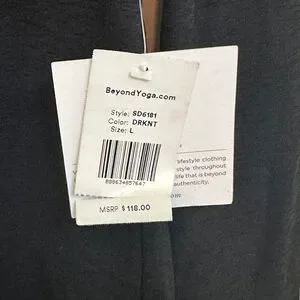 BeyondYoga.com
Style: SD6181
Color: DRKNT
Size: L
MSRP $118.00
lifestyle clothing
style throughout
life that is beyond
authenticity.